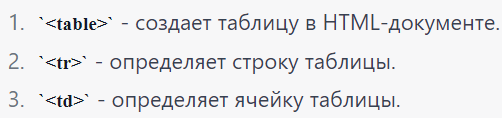 1. `<table>` - создает таблицу в HTML-документе.
2. `<tr>` - определяет строку таблицы.
3. `<td>` - определяет ячейку таблицы.